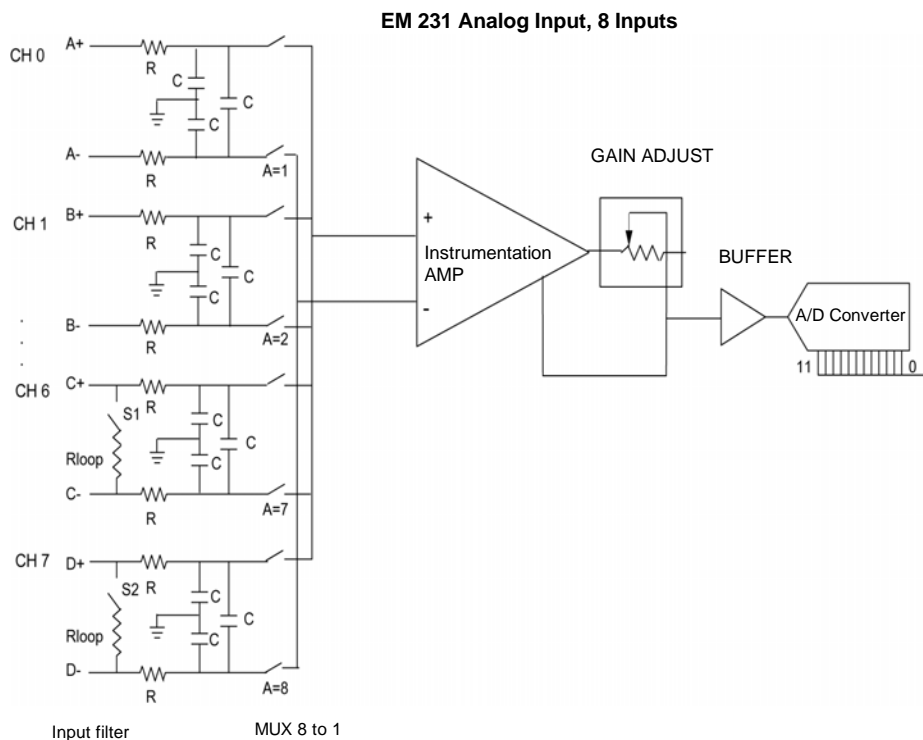 EM 231 Analog Input, 8 Inputs
CH 0
A+
R
C
C
C
A-
R
A=1
CH 1
B+
R
C
C
C
B-
R
A=2
CH 6
C+
R
S1
Rloop
C
C
C
C-
R
A=7
CH 7
D+
R
S2
Rloop
C
C
C
D-
R
A=8
Input filter
MUX 8 to 1
+
Instrumentation
AMP
-
GAIN ADJUST
BUFFER
A/D Converter
11
0